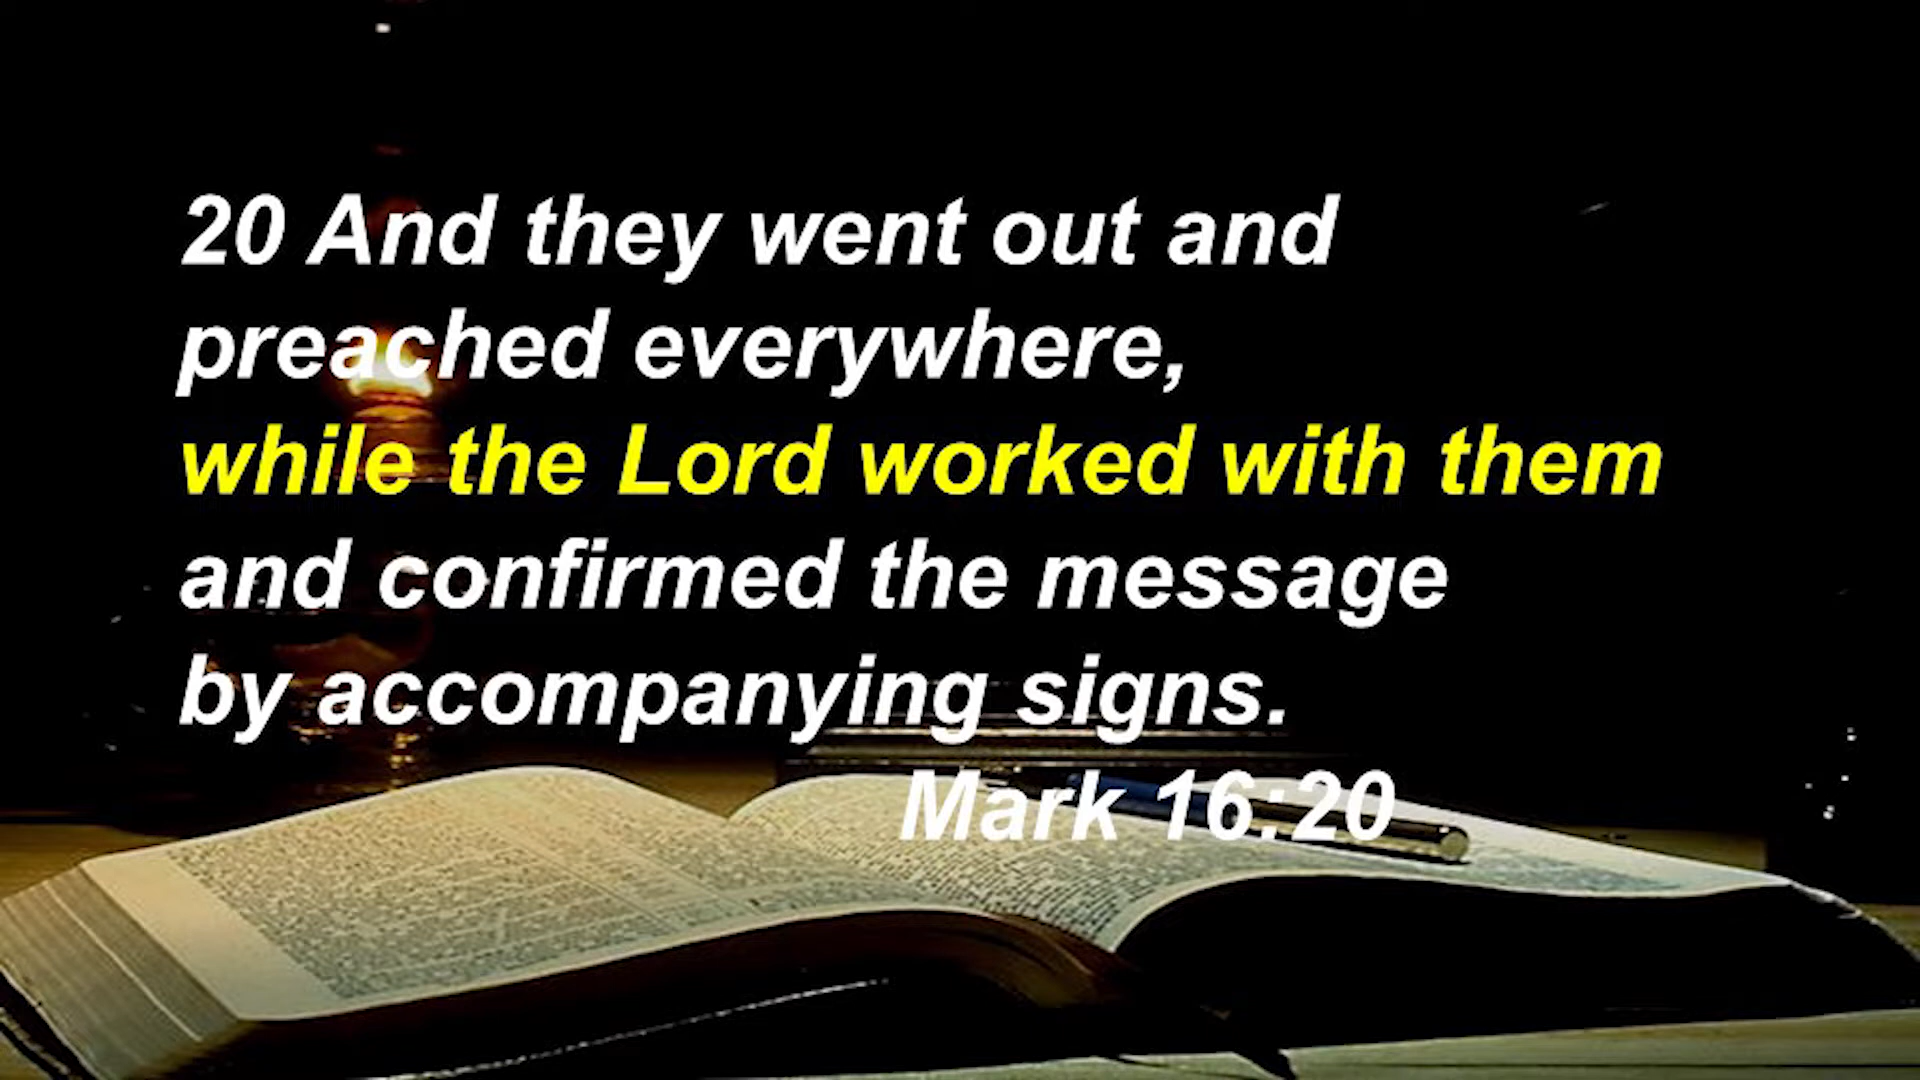 20 And they went out and
preached everywhere,
while the Lord worked with them
and confirmed the message
by accompanying signs.
Mark 16:20